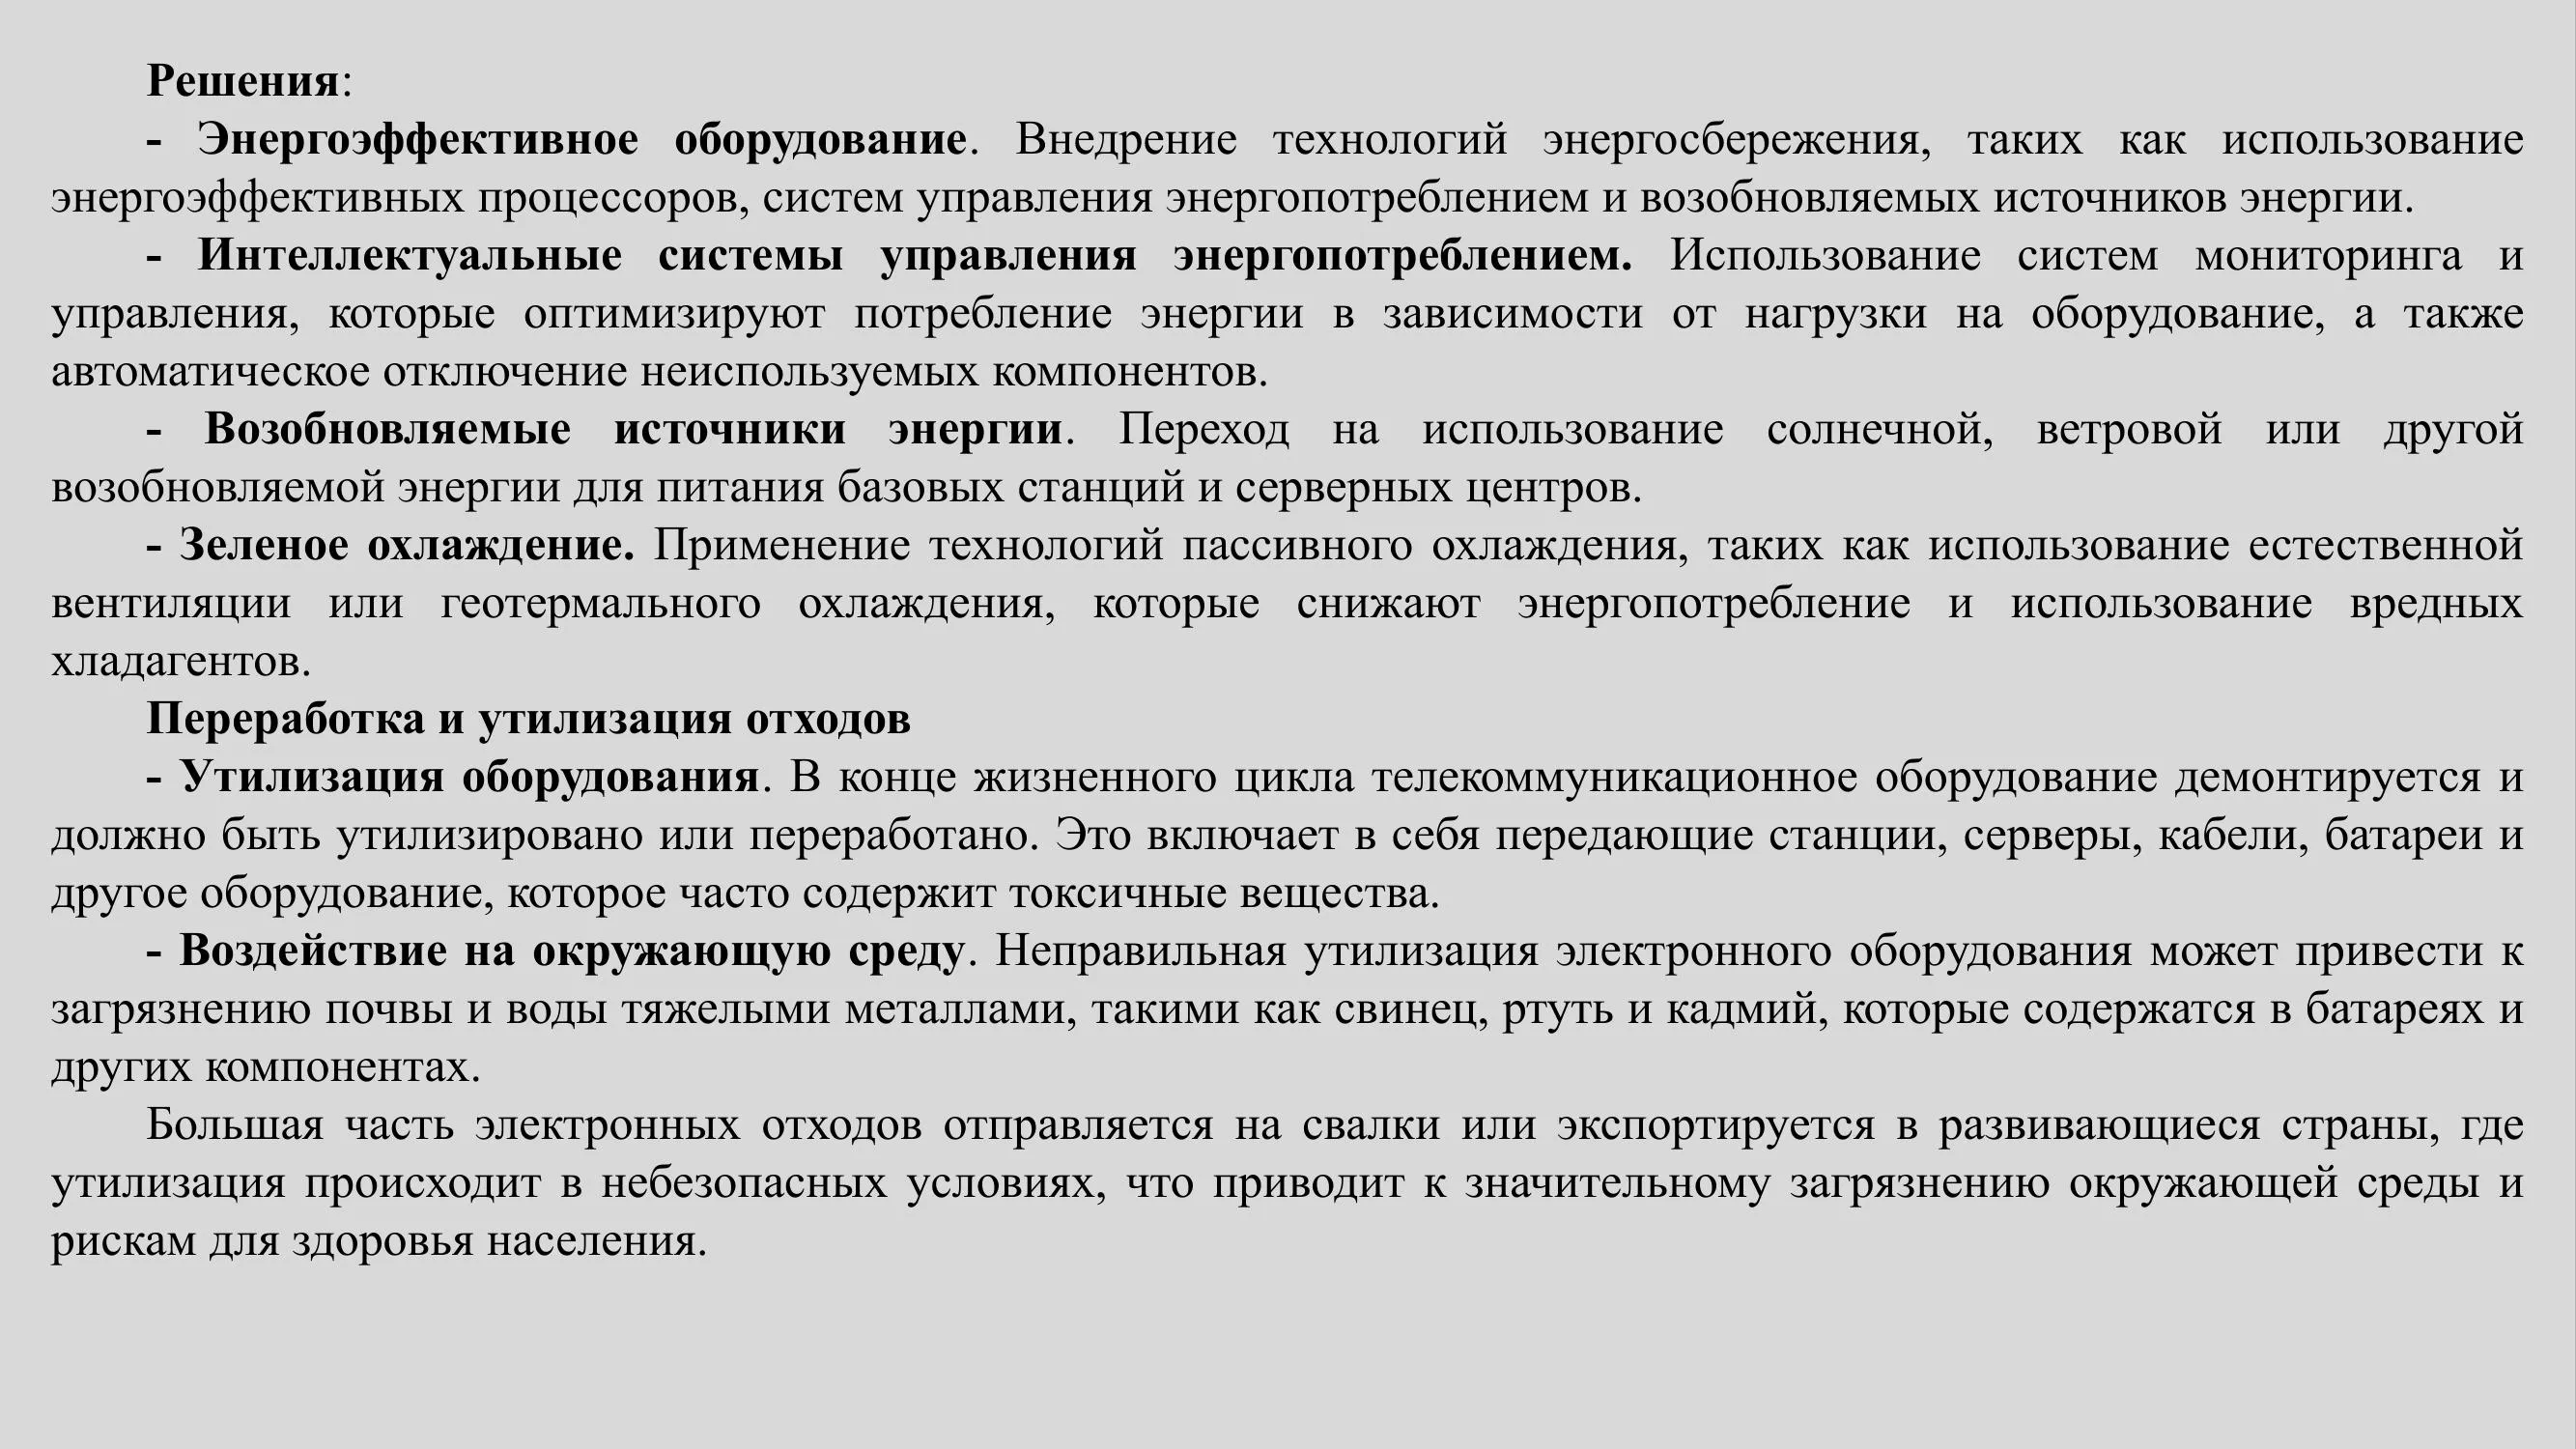 Решения:
- Энергоэффективное оборудование. Внедрение технологий энергосбережения, таких как использование
энергоэффективных процессоров, систем управления энергопотреблением и возобновляемых источников энергии.
- Интеллектуальные системы управления энергопотреблением. Использование систем мониторинга и
управления, которые оптимизируют потребление энергии в зависимости от нагрузки на оборудование, а также
автоматическое отключение неиспользуемых компонентов.
- Возобновляемые источники энергии. Переход на использование солнечной, ветровой или другой
возобновляемой энергии для питания базовых станций и серверных центров.
- Зеленое охлаждение. Применение технологий пассивного охлаждения, таких как использование естественной
вентиляции или геотермального охлаждения, которые снижают энергопотребление и использование вредных
хладагентов.
Переработка и утилизация отходов
- Утилизация оборудования. В конце жизненного цикла телекоммуникационное оборудование демонтируется и
должно быть утилизировано или переработано. Это включает в себя передающие станции, серверы, кабели, батареи и
другое оборудование, которое часто содержит токсичные вещества.
- Воздействие на окружающую среду. Неправильная утилизация электронного оборудования может привести к
загрязнению почвы и воды тяжелыми металлами, такими как свинец, ртуть и кадмий, которые содержатся в батареях и
других компонентах.
Большая часть электронных отходов отправляется на свалки или экспортируется в развивающиеся страны, где
утилизация происходит в небезопасных условиях, что приводит к значительному загрязнению окружающей среды и
рискам для здоровья населения.